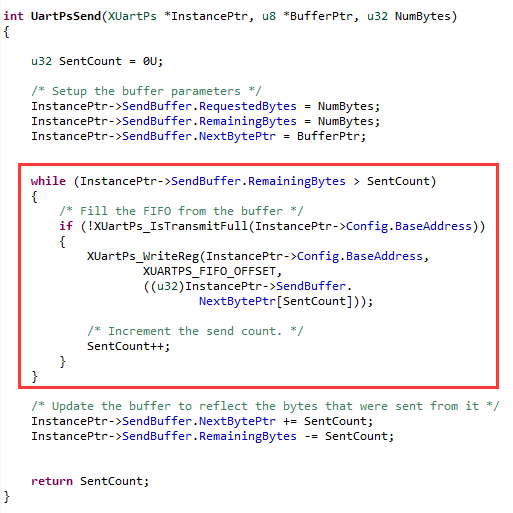 int UartPsSend(XUartPs *InstancePtr, u8 *BufferPtr, u32 NumBytes)
{
u32 SentCount = 0U;
/* Setup the buffer parameters */
InstancePtr->SendBuffer.RequestedBytes = NumBytes;
InstancePtr->SendBuffer.RemainingBytes = NumBytes;
InstancePtr->SendBuffer.NextBytePtr = BufferPtr;
while (InstancePtr->SendBuffer.RemainingBytes > SentCount)
{
/* Fill the FIFO from the buffer */
if (!XUartPs_IsTransmitFull(InstancePtr->Config.BaseAddress))
{
XUartPs_WriteReg(InstancePtr->Config.BaseAddress,
XUARTPS_FIFO_OFFSET,
((u32)InstancePtr->SendBuffer.
NextBytePtr[SentCount]));
/* Increment the send count. */
SentCount++;
}
}
/* Update the buffer to reflect the bytes that were sent from it */
InstancePtr->SendBuffer.NextBytePtr += SentCount;
InstancePtr->SendBuffer.RemainingBytes -= SentCount;
return SentCount;
}